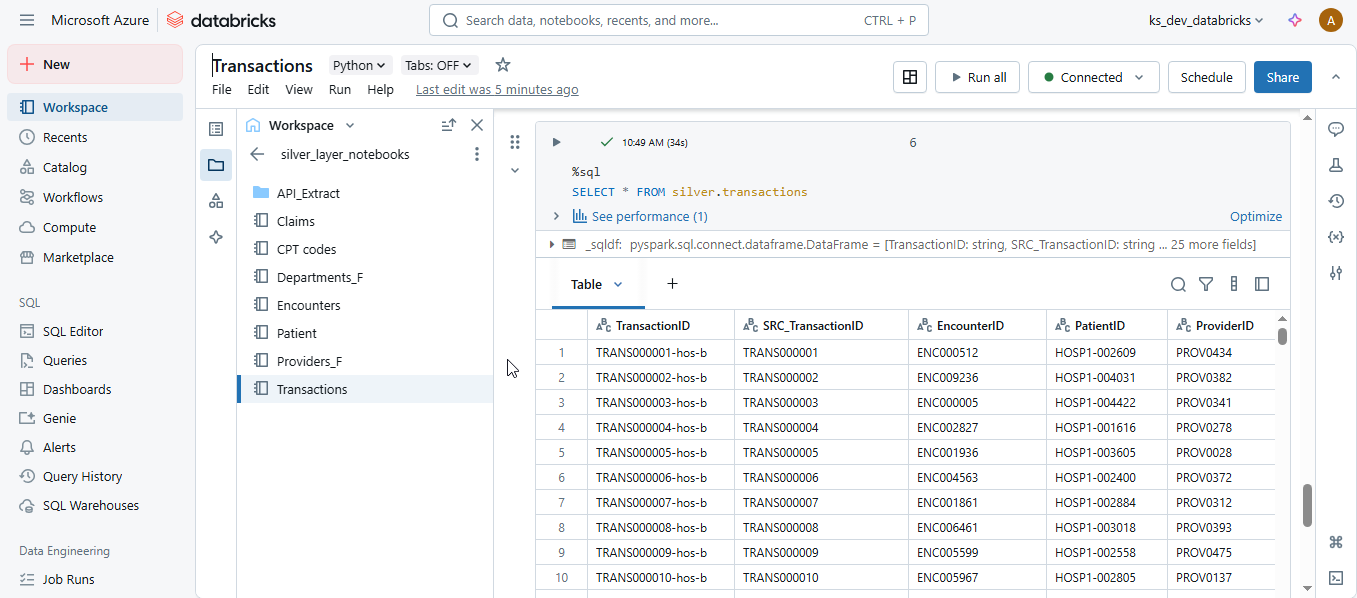 Microsoft Azure
databricks
Search data, notebooks, recents, and more...
CTRL + P
ks_dev_databricks
A
New
Workspace
Recents
Catalog
Workflows
Compute
Marketplace
SQL
SQL Editor
Queries
Dashboards
Genie
Alerts
Query History
SQL Warehouses
Data Engineering
Job Runs
Transactions
Python
Tabs: OFF
File Edit View Run Help Last edit was 5 minutes ago
Run all
Connected
Schedule
Share
Workspace
silver_layer_notebooks
API_Extract
Claims
CPT codes
Departments_F
Encounters
Patient
Providers_F
Transactions
10:49 AM (34s)
6
%sql
SELECT * FROM silver.transactions
See performance (1)
Optimize
_sqldf: pyspark.sql.connect.dataframe.DataFrame = [TransactionID: string, SRC_TransactionID: string ... 25 more fields]
Table
+
TransactionID SRC_TransactionID EncounterID PatientID ProviderID
1 TRANS000001-hos-b TRANS000001 ENC000512 HOSP1-002609 PROV0434
2 TRANS000002-hos-b TRANS000002 ENC009236 HOSP1-004031 PROV0382
3 TRANS000003-hos-b TRANS000003 ENC000005 HOSP1-004422 PROV0341
4 TRANS000004-hos-b TRANS000004 ENC002827 HOSP1-001616 PROV0278
5 TRANS000005-hos-b TRANS000005 ENC001936 HOSP1-003605 PROV0028
6 TRANS000006-hos-b TRANS000006 ENC004563 HOSP1-002400 PROV0372
7 TRANS000007-hos-b TRANS000007 ENC001861 HOSP1-002884 PROV0312
8 TRANS000008-hos-b TRANS000008 ENC006461 HOSP1-003018 PROV0393
9 TRANS000009-hos-b TRANS000009 ENC005599 HOSP1-002558 PROV0475
10 TRANS000010-hos-b TRANS000010 ENC005967 HOSP1-002805 PROV0137